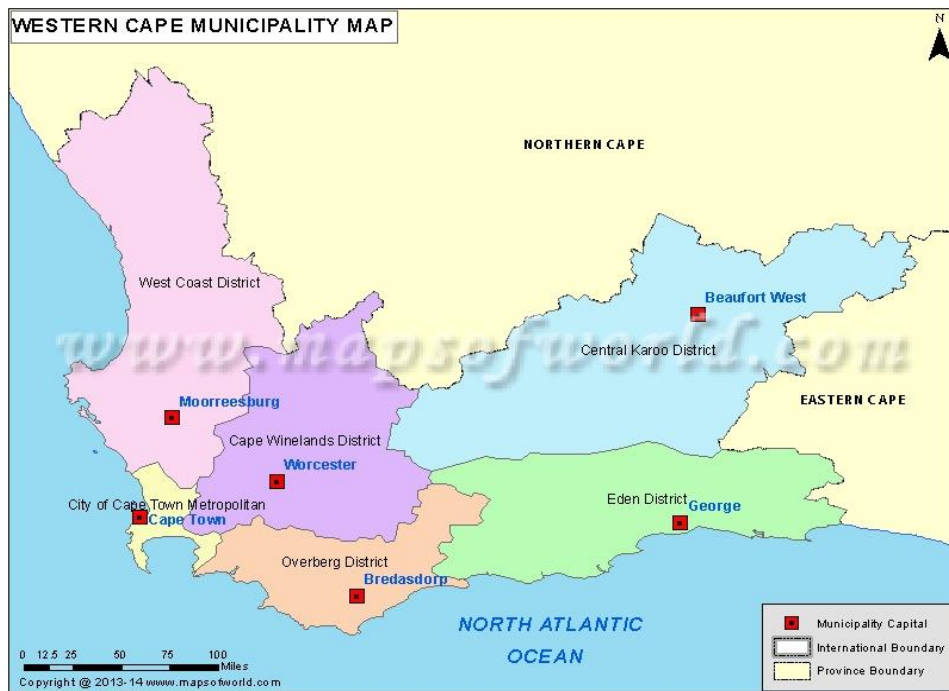 WESTERN CAPE MUNICIPALITY MAP
N
NORTHERN CAPE
West Coast District
Beaufort West
www.mapsofworld.com
Central Karoo District
Moorreesburg
EASTERN CAPE
Cape Winelands District
Worcester
City of Cape Town Metropolitan
Cape Town
Eden District
George
Overberg District
Bredasdorp
NORTH ATLANTIC
OCEAN
Municipality Capital
International Boundary
Province Boundary
0 12.5 25 50 75 100
Miles
Copyright @ 2013-14 www.mapsofworld.com